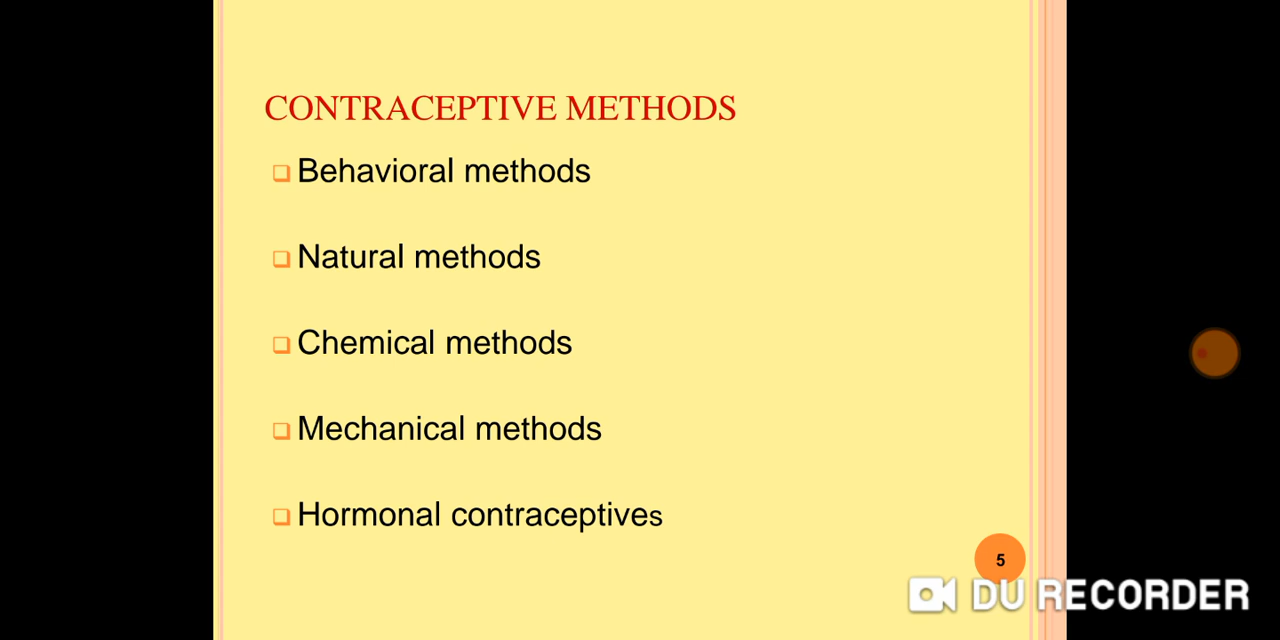 CONTRACEPTIVE METHODS
Behavioral methods
Natural methods
Chemical methods
Mechanical methods
Hormonal contraceptives
5
DU RECORDER